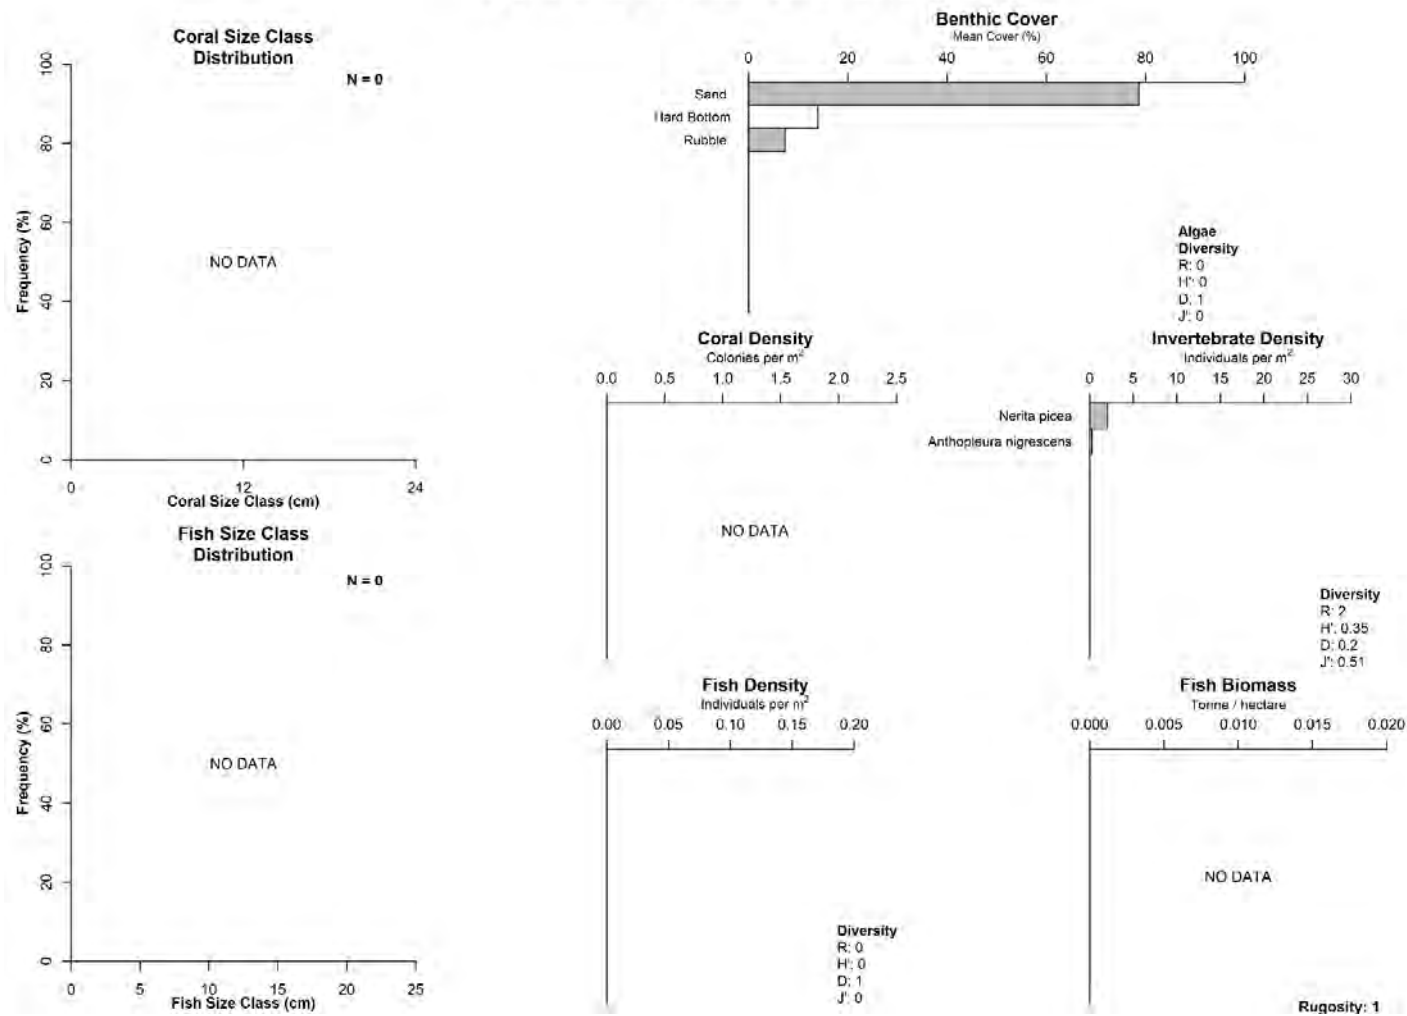 Coral Size Class
Distribution
N = 0
100
80
60
40
20
0
Frequency (%)
NO DATA
0 12 24
Coral Size Class (cm)
Benthic Cover
Mean Cover (%)
0 20 40 60 80 100
Sand
Hard Bottom
Rubble
Algae
Diversity
R: 0
H': 0
D: 1
J': 0
Coral Density
Colonies per m²
0.0 0.5 1.0 1.5 2.0 2.5
NO DATA
Invertebrate Density
Individuals per m²
0 5 10 15 20 25 30
Nerita picea
Anthopleura nigrescens
Diversity
R: 2
H': 0.35
D: 0.2
J': 0.51
Fish Size Class
Distribution
N = 0
100
80
60
40
20
0
Frequency (%)
NO DATA
0 5 10 15 20 25
Fish Size Class (cm)
Fish Density
Individuals per m²
0.00 0.05 0.10 0.15 0.20
Diversity
R: 0
H': 0
D: 1
J': 0
Fish Biomass
Tonne / hectare
0.000 0.005 0.010 0.015 0.020
NO DATA
Rugosity: 1